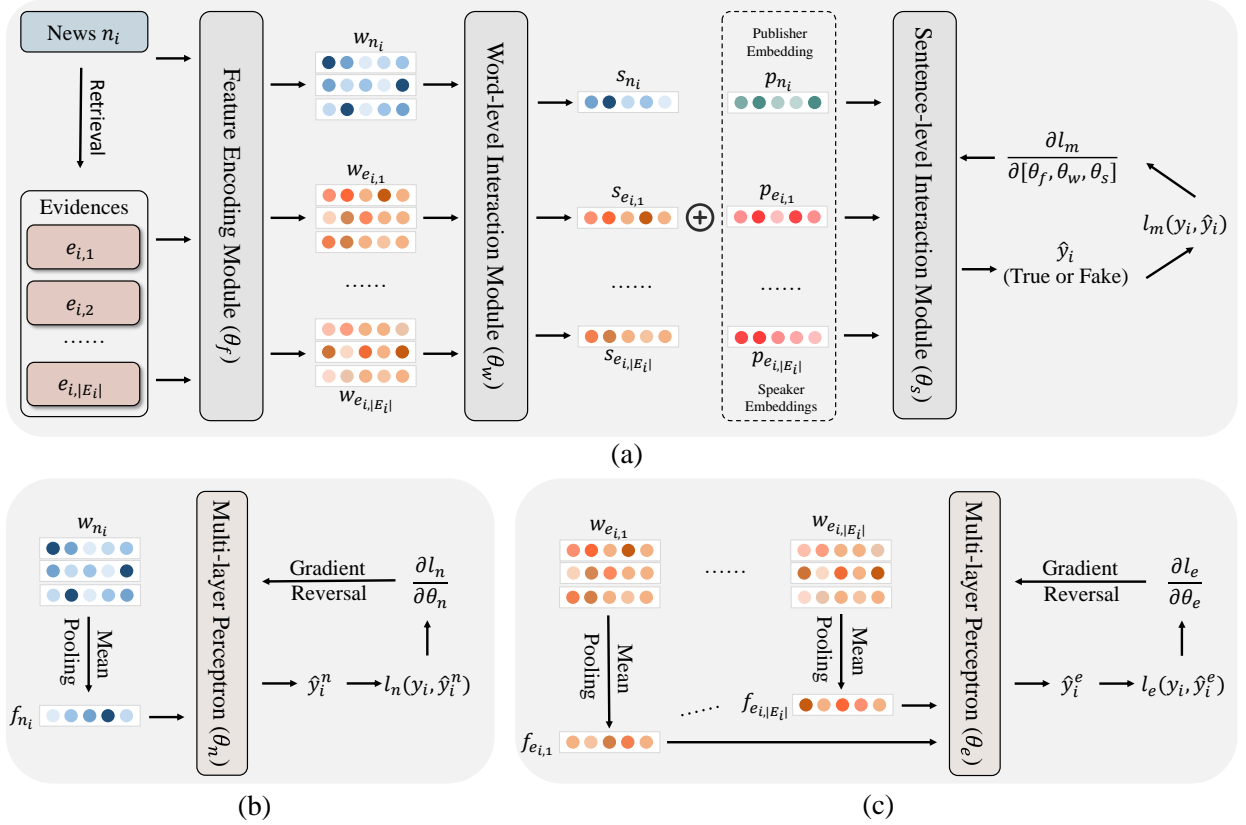 News n_i
Retrieval
Evidences
e_{i,1}
e_{i,2}
......
e_{i,|E_i|}
Feature Encoding Module (θ_f)
w_{n_i}
w_{e_{i,1}}
......
w_{e_{i,|E_i|}}
Word-level Interaction Module (θ_w)
s_{n_i}
s_{e_{i,1}}
......
s_{e_{i,|E_i|}}
+
Publisher
Embedding
p_{n_i}
p_{e_{i,1}}
......
p_{e_{i,|E_i|}}
Speaker
Embeddings
Sentence-level Interaction Module (θ_s)
∂l_m
∂[θ_f, θ_w, θ_s]
l_m(y_i, ŷ_i)
ŷ_i
(True or Fake)
(a)
w_{n_i}
Mean
Pooling
f_{n_i}
Multi-layer Perceptron (θ_n)
Gradient
Reversal
∂l_n
∂θ_n
ŷ_i^n
l_n(y_i, ŷ_i^n)
(b)
w_{e_{i,1}}
......
w_{e_{i,|E_i|}}
Mean
Pooling
Mean
Pooling
......
f_{e_{i,|E_i|}}
f_{e_{i,1}}
Multi-layer Perceptron (θ_e)
Gradient
Reversal
∂l_e
∂θ_e
ŷ_i^e
l_e(y_i, ŷ_i^e)
(c)